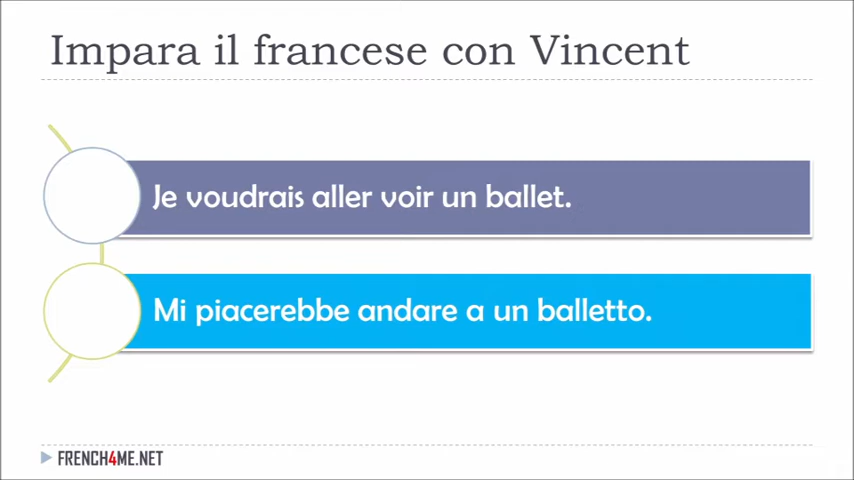 Impara il francese con Vincent
Je voudrais aller voir un ballet.
Mi piacerebbe andare a un balletto.
FRENCH4ME.NET